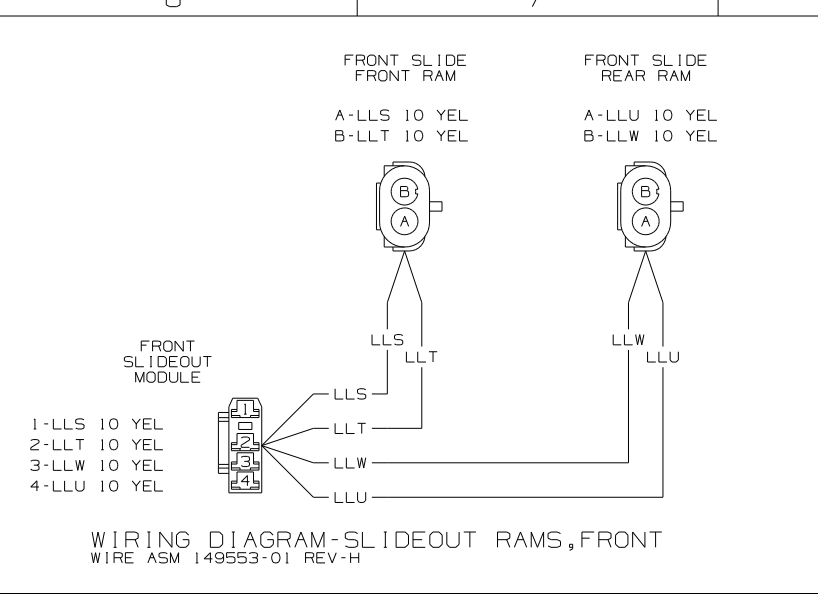 FRONT SLIDE
FRONT RAM
A-LLS 10 YEL
B-LLT 10 YEL
FRONT SLIDE
REAR RAM
A-LLU 10 YEL
B-LLW 10 YEL
B
A
B
A
LLS
LLT
LLW
LLU
FRONT
SLIDEOUT
MODULE
1-LLS 10 YEL
2-LLT 10 YEL
3-LLW 10 YEL
4-LLU 10 YEL
1
2
3
4
LLS
LLT
LLW
LLU
WIRING DIAGRAM-SLIDEOUT RAMS,FRONT
WIRE ASM 149553-01 REV-H